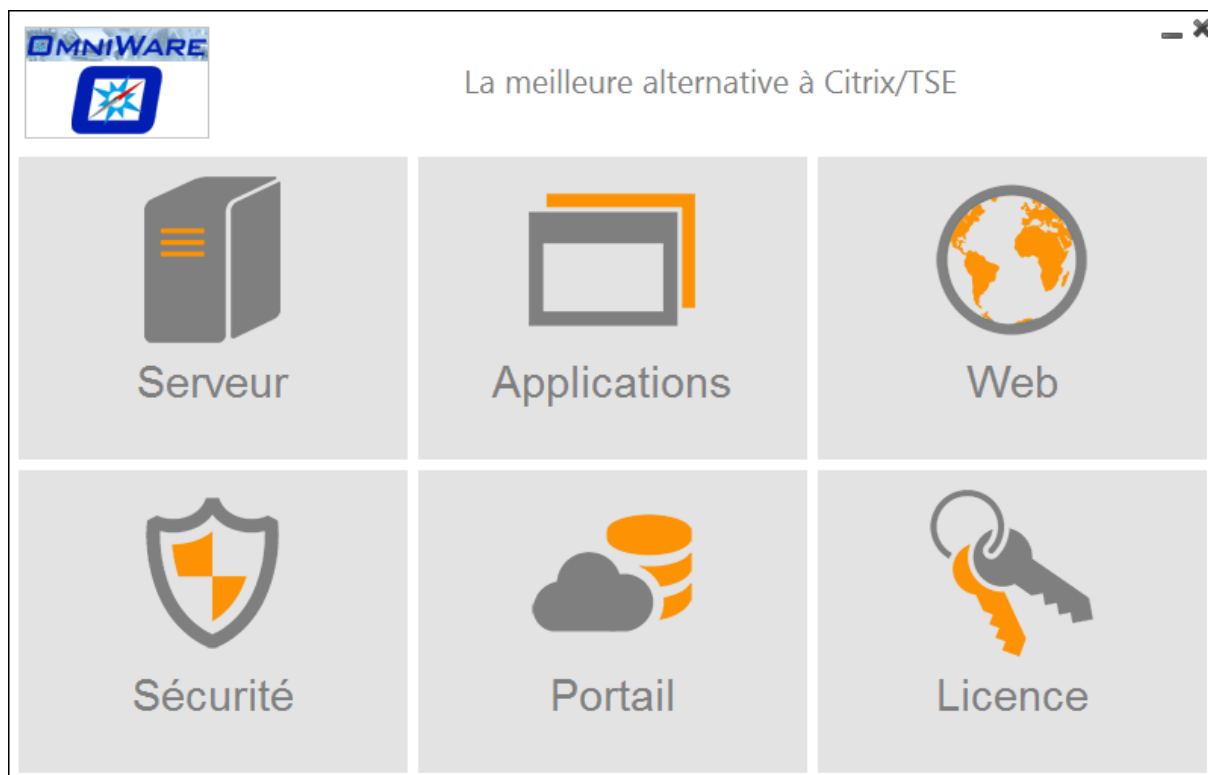 OMNIWARE
La meilleure alternative à Citrix/TSE
Serveur
Applications
Web
Sécurité
Portail
Licence